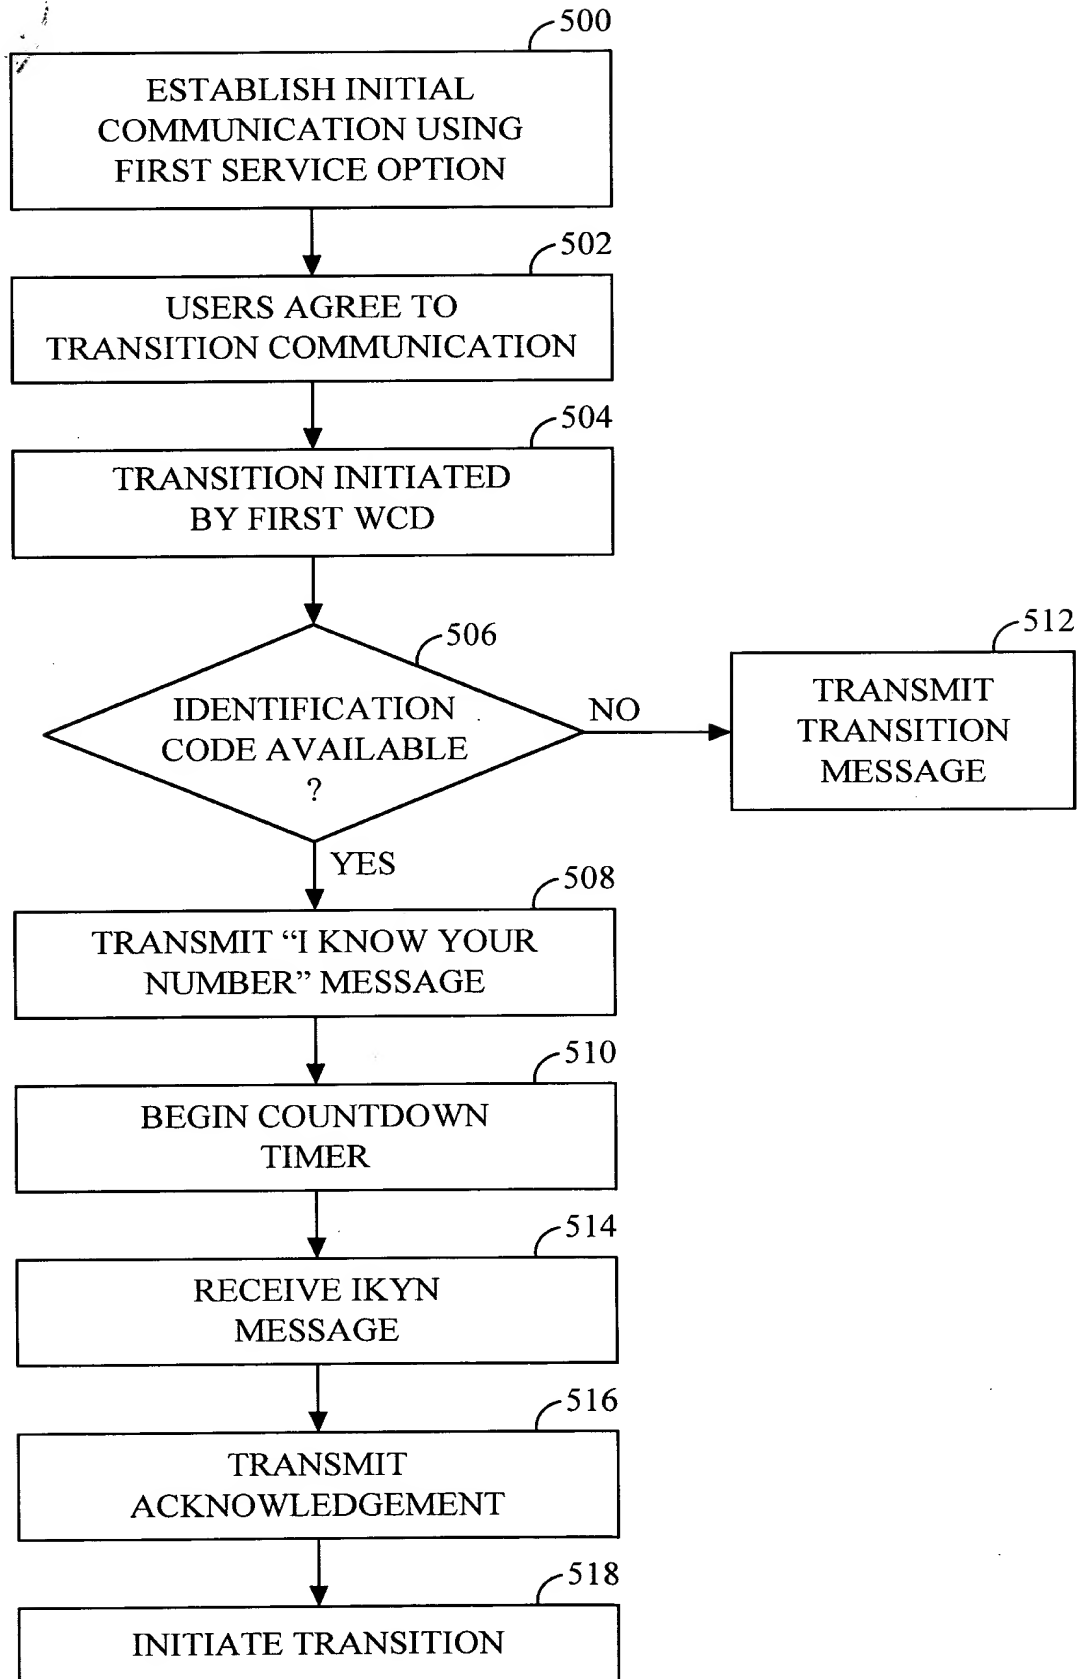 500
ESTABLISH INITIAL
COMMUNICATION USING
FIRST SERVICE OPTION
502
USERS AGREE TO
TRANSITION COMMUNICATION
504
TRANSITION INITIATED
BY FIRST WCD
506
IDENTIFICATION
CODE AVAILABLE
?
NO
512
TRANSMIT
TRANSITION
MESSAGE
YES
508
TRANSMIT “I KNOW YOUR
NUMBER” MESSAGE
510
BEGIN COUNTDOWN
TIMER
514
RECEIVE IKYN
MESSAGE
516
TRANSMIT
ACKNOWLEDGEMENT
518
INITIATE TRANSITION